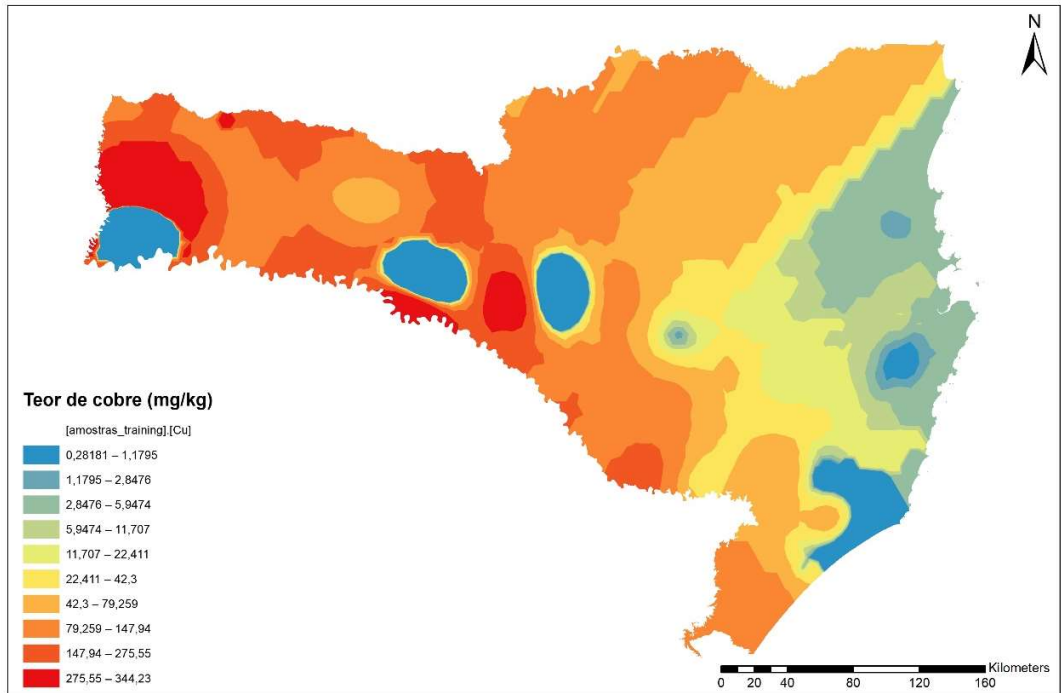 N
Teor de cobre (mg/kg)
[amostras_training].[Cu]
0,28181 – 1,1795
1,1795 – 2,8476
2,8476 – 5,9474
5,9474 – 11,707
11,707 – 22,411
22,411 – 42,3
42,3 – 79,259
79,259 – 147,94
147,94 – 275,55
275,55 – 344,23
Kilometers
0 20 40 80 120 160